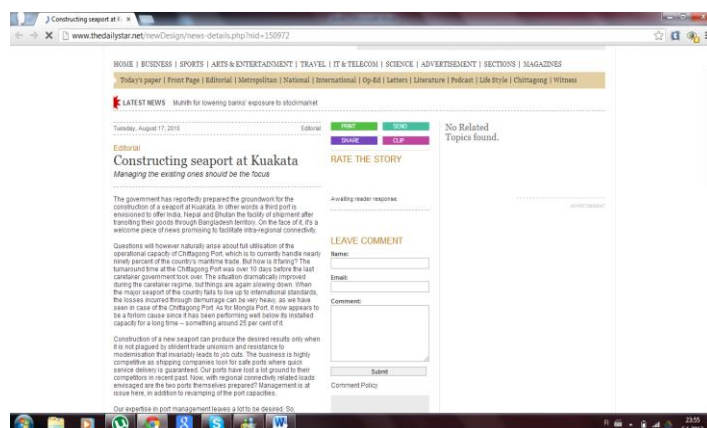 Constructing seaport at K
www.thedailystar.net/newDesign/news-details.php?nid=150972
HOME | BUSINESS | SPORTS | ARTS & ENTERTAINMENT | TRAVEL | IT & TELECOM | SCIENCE | ADVERTISEMENT | SECTIONS | MAGAZINES
Today's paper | Front Page | Editorial | Metropolitan | National | International | Op-Ed | Letters | Literature | Podcast | Life Style | Chittagong | Witness
LATEST NEWS Muhith for lowering banks' exposure to stockmarket
Tuesday, August 17, 2010 Editorial
Editorial
Constructing seaport at Kuakata
Managing the existing ones should be the focus
The government has reportedly prepared the groundwork for the
construction of a seaport at Kuakata. In other words a third port is
envisioned to offer India, Nepal and Bhutan the facility of shipment after
transiting their goods through Bangladesh territory. On the face of it, it's a
welcome piece of news promising to facilitate intra-regional connectivity.
Questions will however naturally arise about full utilisation of the
operational capacity of Chittagong Port, which is to currently handle nearly
ninety percent of the country's maritime trade. But how is it faring? The
turnaround time at the Chittagong Port was over 10 days before the last
caretaker government took over. The situation dramatically improved
during the caretaker regime, but things are again slowing down. When
the major seaport of the country fails to live up to international standards,
the losses incurred through demurrage can be very heavy, as we have
seen in case of the Chittagong Port. As for Mongla Port, it now appears to
be a forlorn cause since it has been performing well below its installed
capacity for a long time -- something around 25 per cent of it.
Construction of a new seaport can produce the desired results only when
it is not plagued by strident trade unionism and resistance to
modernisation that invariably leads to job cuts. The business is highly
competitive as shipping companies look for safe ports where quick
service delivery is guaranteed. Our ports have lost a lot ground to their
competitors in recent past. Now, with regional connectivity related loads
envisaged are the two ports themselves prepared? Management is at
issue here, in addition to revamping of the port capacities.
Our expertise in port management leaves a lot to be desired. So,
PRINT SEND
SHARE CLIP
RATE THE STORY
Awaiting reader response.
LEAVE COMMENT
Name:
Email:
Comment:
Submit
Comment Policy
No Related
Topics found.
ADVERTISEMENT
23:55